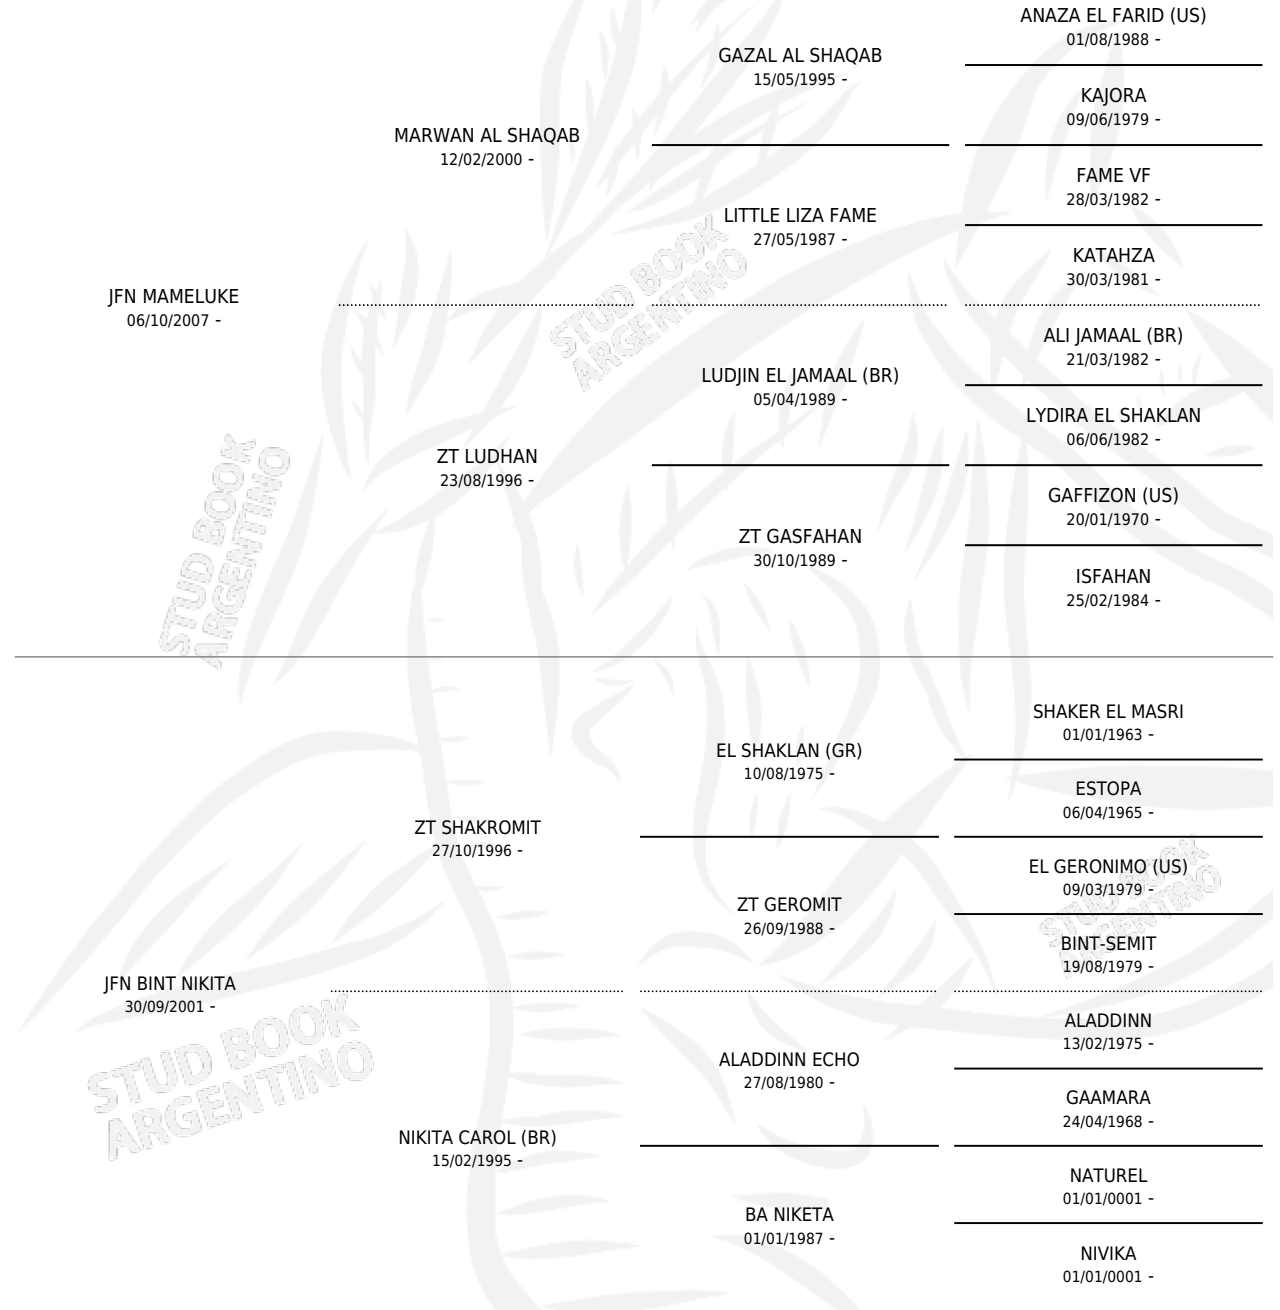 ANAZA EL FARID (US)
01/08/1988 -
GAZAL AL SHAQAB
15/05/1995 -
KAJORA
09/06/1979 -
MARWAN AL SHAQAB
12/02/2000 -
FAME VF
28/03/1982 -
LITTLE LIZA FAME
27/05/1987 -
KATAHZA
30/03/1981 -
JFN MAMELUKE
06/10/2007 -
ALI JAMAAL (BR)
21/03/1982 -
LUDJIN EL JAMAAL (BR)
05/04/1989 -
LYDIRA EL SHAKLAN
06/06/1982 -
ZT LUDHAN
23/08/1996 -
GAFFIZON (US)
20/01/1970 -
ZT GASFAHAN
30/10/1989 -
ISFAHAN
25/02/1984 -
SHAKER EL MASRI
01/01/1963 -
EL SHAKLAN (GR)
10/08/1975 -
ESTOPA
06/04/1965 -
ZT SHAKROMIT
27/10/1996 -
EL GERONIMO (US)
09/03/1979 -
ZT GEROMIT
26/09/1988 -
BINT-SEMIT
19/08/1979 -
JFN BINT NIKITA
30/09/2001 -
ALADDINN
13/02/1975 -
ALADDINN ECHO
27/08/1980 -
GAAMARA
24/04/1968 -
NIKITA CAROL (BR)
15/02/1995 -
NATUREL
01/01/0001 -
BA NIKETA
01/01/1987 -
NIVIKA
01/01/0001 -
STUD BOOK
ARGENTINO
STUD BOOK
ARGENTINO
STUD BOOK
ARGENTINO
STUD BOOK
ARGENTINO